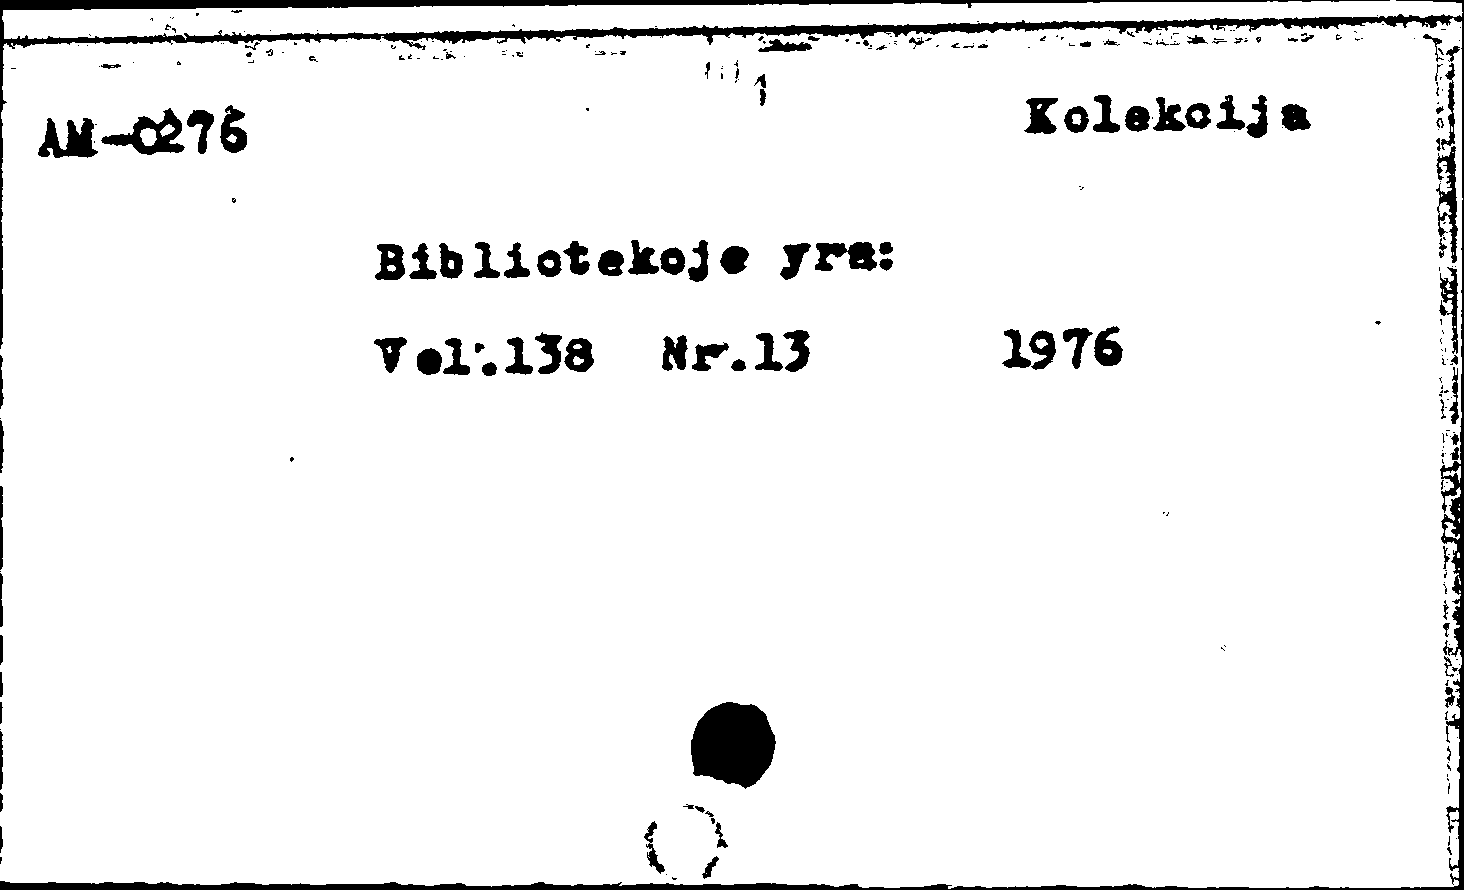 AM-0276
Kolekcija
Bibliotekoje yra:
Vol.138 Nr.13 1976